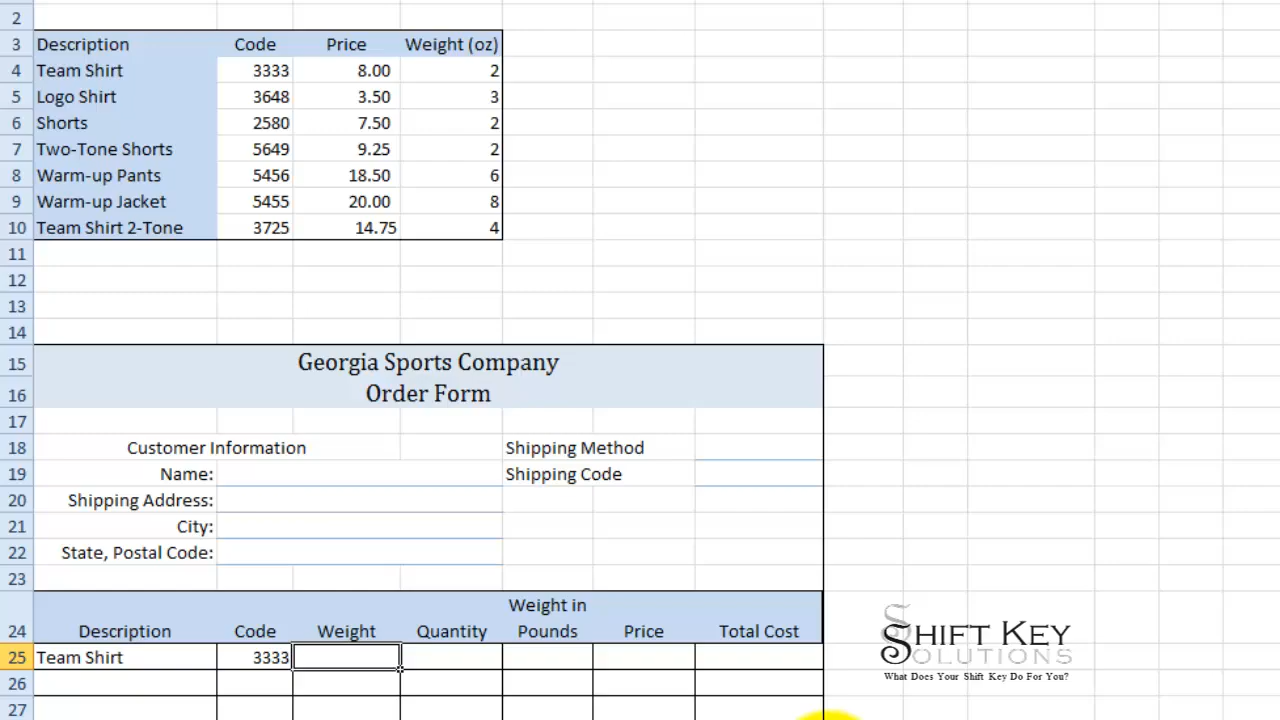 2
3 Description Code Price Weight (oz)
4 Team Shirt 3333 8.00 2
5 Logo Shirt 3648 3.50 3
6 Shorts 2580 7.50 2
7 Two-Tone Shorts 5649 9.25 2
8 Warm-up Pants 5456 18.50 6
9 Warm-up Jacket 5455 20.00 8
10 Team Shirt 2-Tone 3725 14.75 4
11
12
13
14
15 Georgia Sports Company
16 Order Form
17
18 Customer Information Shipping Method
19 Name: Shipping Code
20 Shipping Address:
21 City:
22 State, Postal Code:
23
Weight in
24 Description Code Weight Quantity Pounds Price Total Cost
25 Team Shirt 3333
26
27
SHIFT KEY
SOLUTIONS
What Does Your Shift Key Do For You?